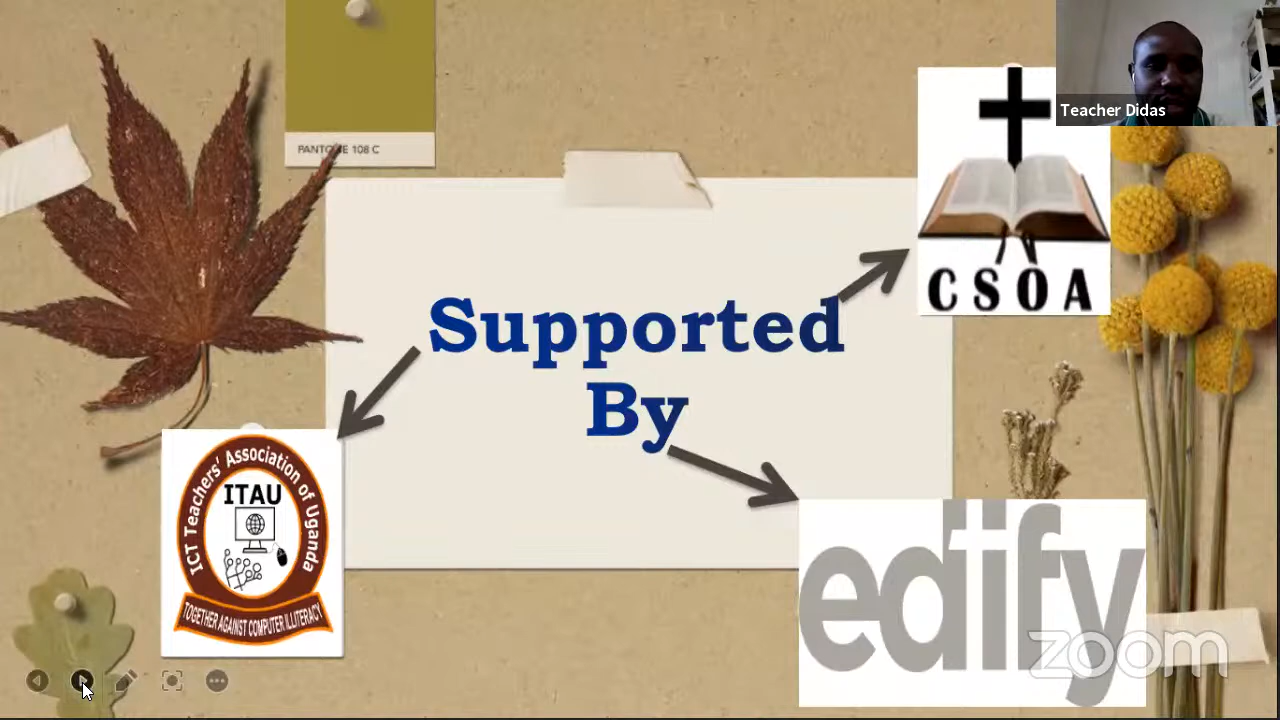 PANTONE 108 C
Teacher Didas
CSOA
Supported
By
ICT Teachers' Association of Uganda
ITAU
TOGETHER AGAINST COMPUTER ILLITERACY
edify
zoom